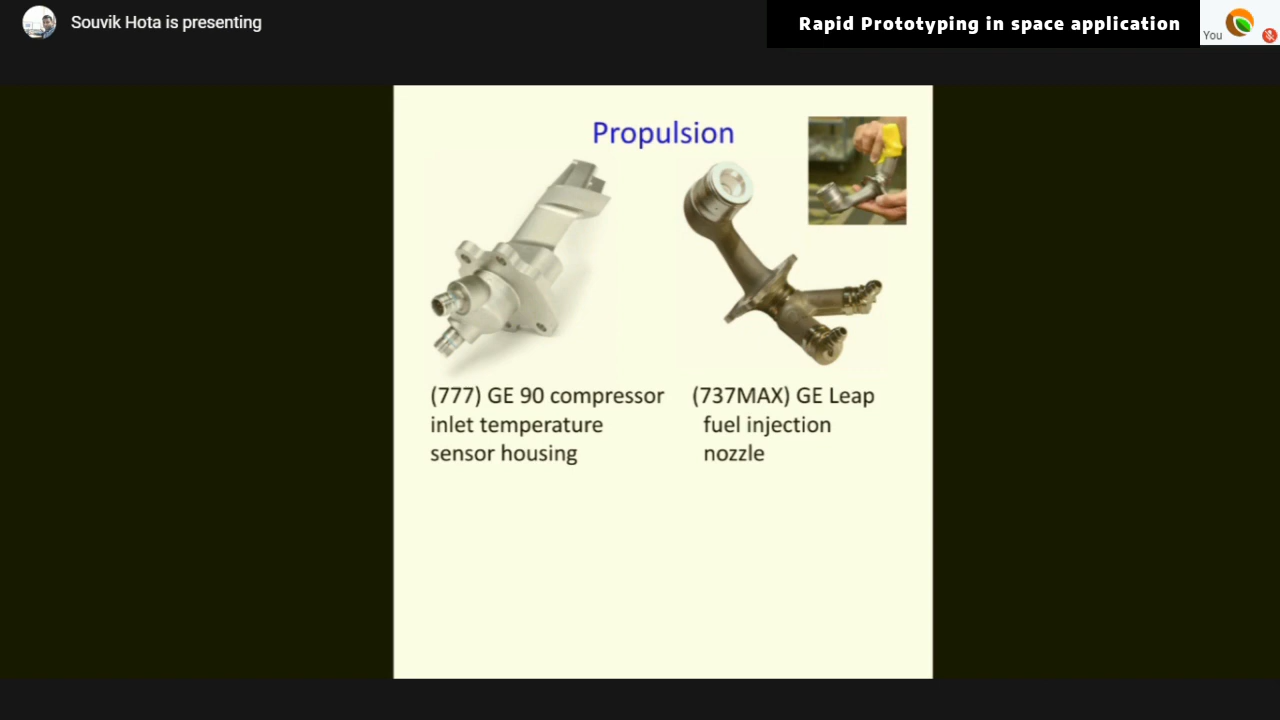 Souvik Hota is presenting
Rapid Prototyping in space application
You
Propulsion
(777) GE 90 compressor
inlet temperature
sensor housing
(737MAX) GE Leap
fuel injection
nozzle